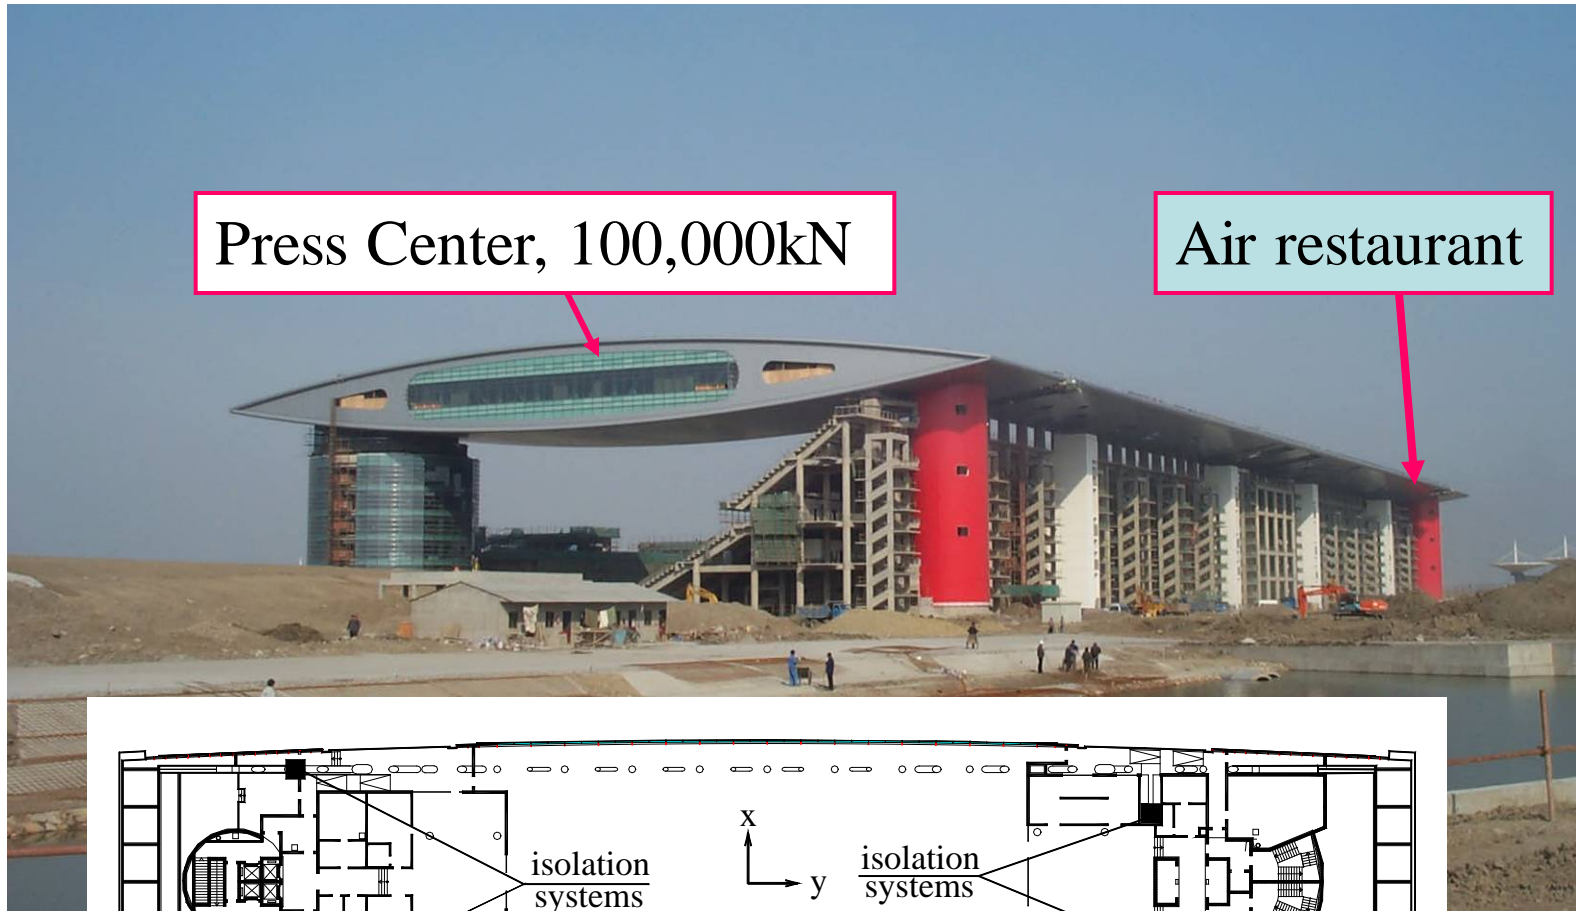 Press Center, 100,000kN
Air restaurant
x
y
isolation
systems
isolation
systems